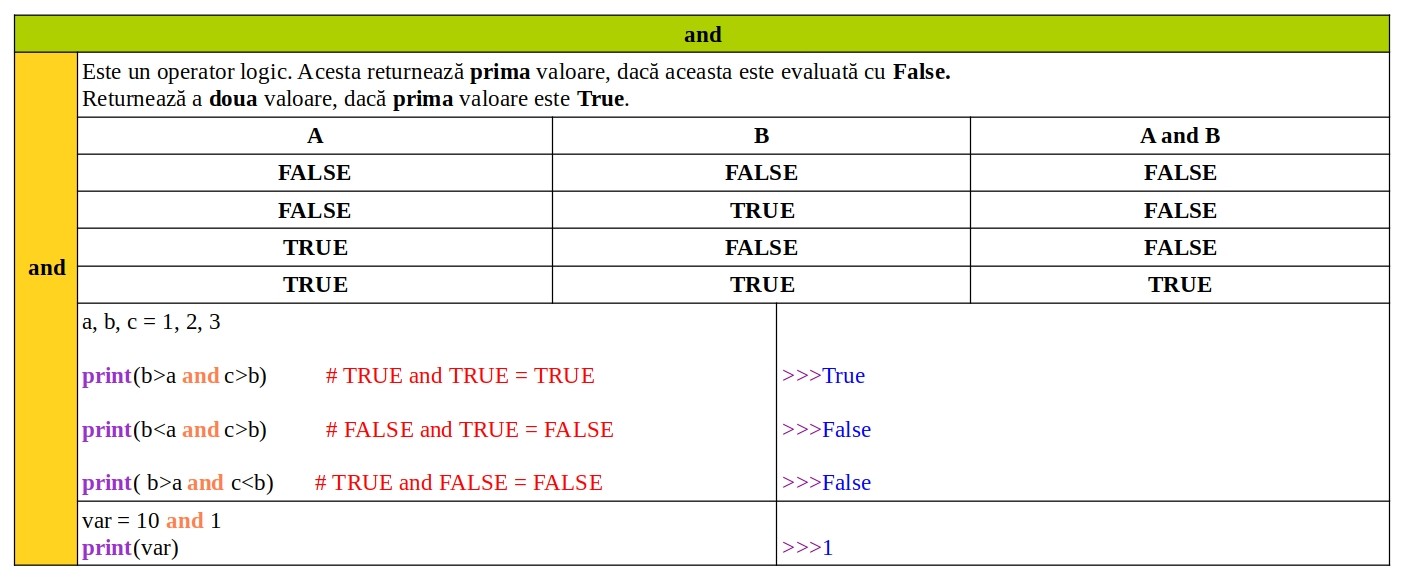 and
and
Este un operator logic. Acesta returnează prima valoare, dacă aceasta este evaluată cu False.
Returnează a doua valoare, dacă prima valoare este True.
A B A and B
FALSE FALSE FALSE
FALSE TRUE FALSE
TRUE FALSE FALSE
TRUE TRUE TRUE
a, b, c = 1, 2, 3
print(b>a and c>b) # TRUE and TRUE = TRUE >>>True
print(b<a and c>b) # FALSE and TRUE = FALSE >>>False
print( b>a and c<b) # TRUE and FALSE = FALSE >>>False
var = 10 and 1
print(var) >>>1